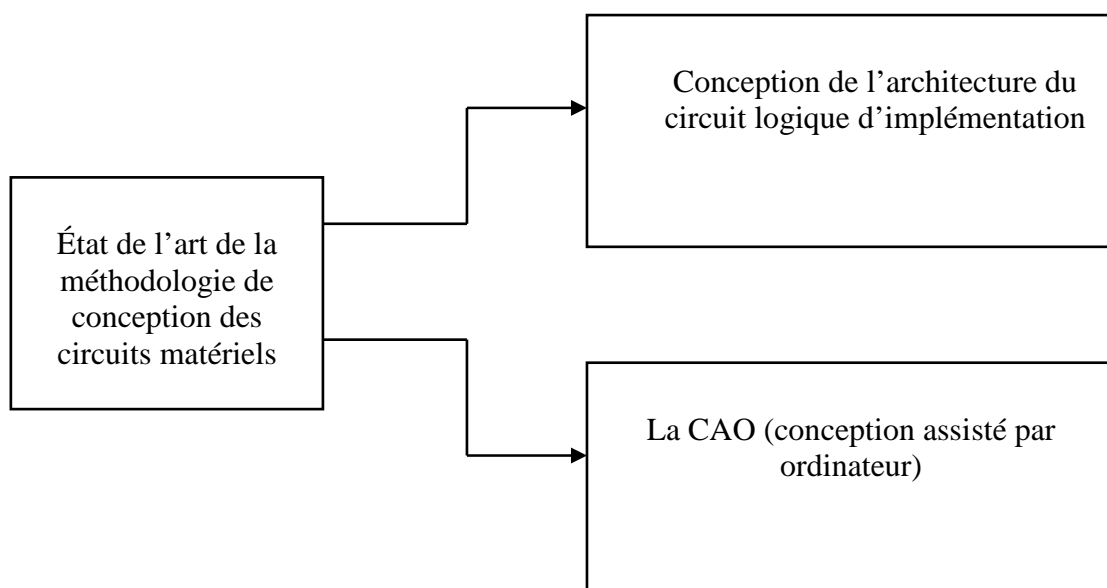 Conception de l’architecture du
circuit logique d’implémentation
État de l’art de la
méthodologie de
conception des
circuits matériels
La CAO (conception assisté par
ordinateur)